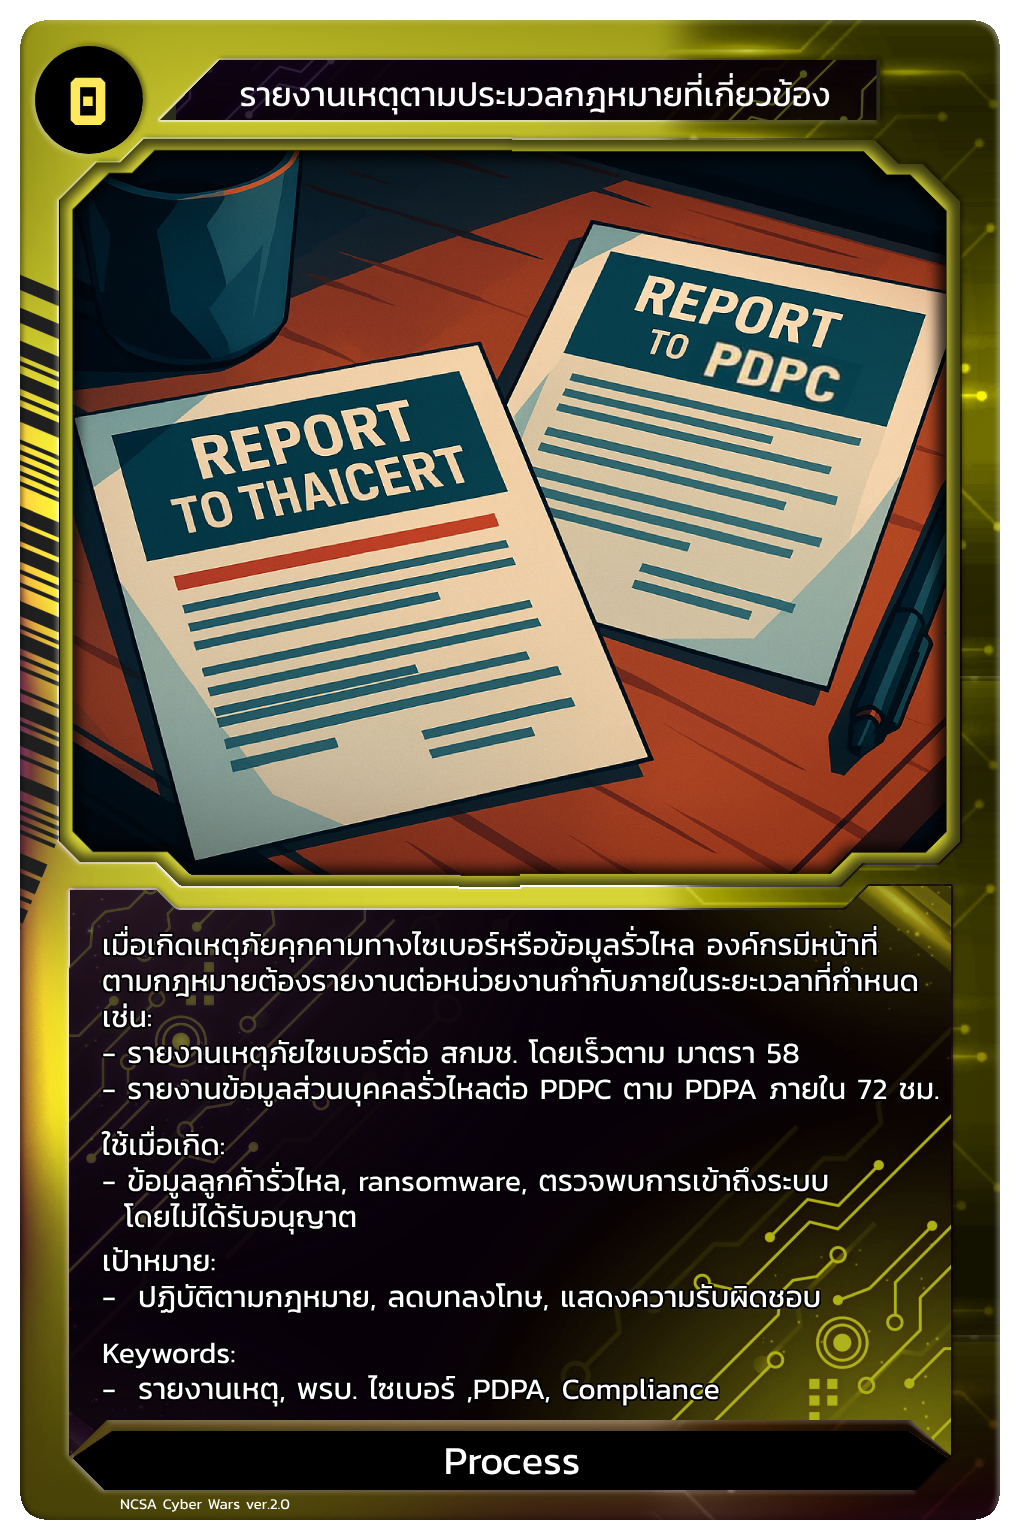 0
รายงานเหตุตามประมวลกฎหมายที่เกี่ยวข้อง
REPORT
TO PDPC
REPORT
TO THAICERT
เมื่อเกิดเหตุภัยคุกคามทางไซเบอร์หรือข้อมูลรั่วไหล องค์กรมีหน้าที่
ตามกฎหมายต้องรายงานต่อหน่วยงานกำกับภายในระยะเวลาที่กำหนด
เช่น:
- รายงานเหตุภัยไซเบอร์ต่อ สกมช. โดยเร็วตาม มาตรา 58
- รายงานข้อมูลส่วนบุคคลรั่วไหลต่อ PDPC ตาม PDPA ภายใน 72 ชม.
ใช้เมื่อเกิด:
- ข้อมูลลูกค้ารั่วไหล, ransomware, ตรวจพบการเข้าถึงระบบ
โดยไม่ได้รับอนุญาต
เป้าหมาย:
- ปฏิบัติตามกฎหมาย, ลดบทลงโทษ, แสดงความรับผิดชอบ
Keywords:
- รายงานเหตุ, พรบ. ไซเบอร์ ,PDPA, Compliance
Process
NCSA Cyber Wars ver.2.0